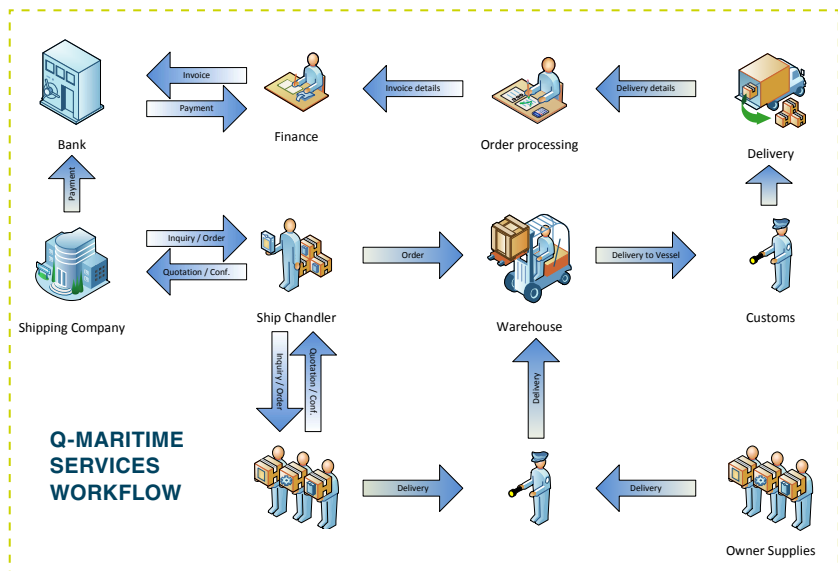 Invoice
Invoice details
Delivery details
Payment
Bank
Finance
Order processing
Delivery
Payment
Inquiry / Order
Quotation / Conf.
Order
Delivery to Vessel
Shipping Company
Ship Chandler
Warehouse
Customs
Inquiry / Order
Quotation / Conf.
Delivery
Q-MARITIME
SERVICES
WORKFLOW
Delivery
Delivery
Owner Supplies